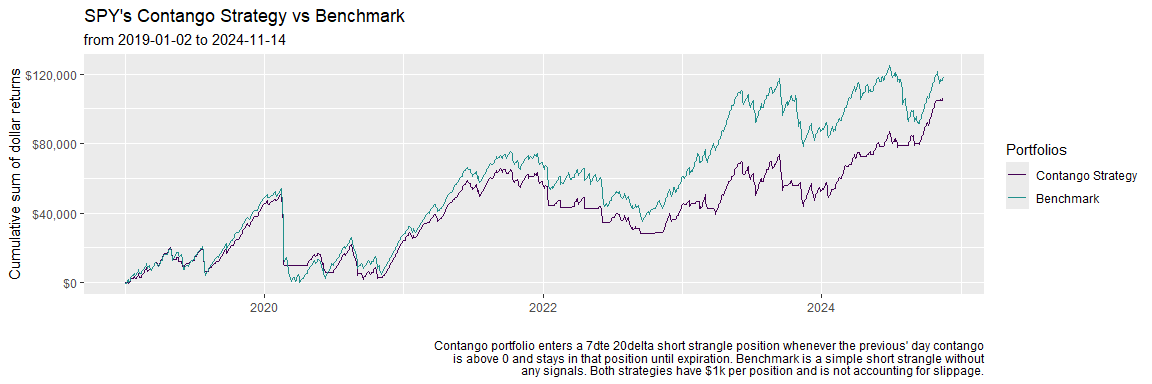 SPY's Contango Strategy vs Benchmark
from 2019-01-02 to 2024-11-14
Cumulative sum of dollar returns
$120,000
$80,000
$40,000
$0
2020
2022
2024
Portfolios
Contango Strategy
Benchmark
Contango portfolio enters a 7dte 20delta short strangle position whenever the previous' day contango
is above 0 and stays in that position until expiration. Benchmark is a simple short strangle without
any signals. Both strategies have $1k per position and is not accounting for slippage.